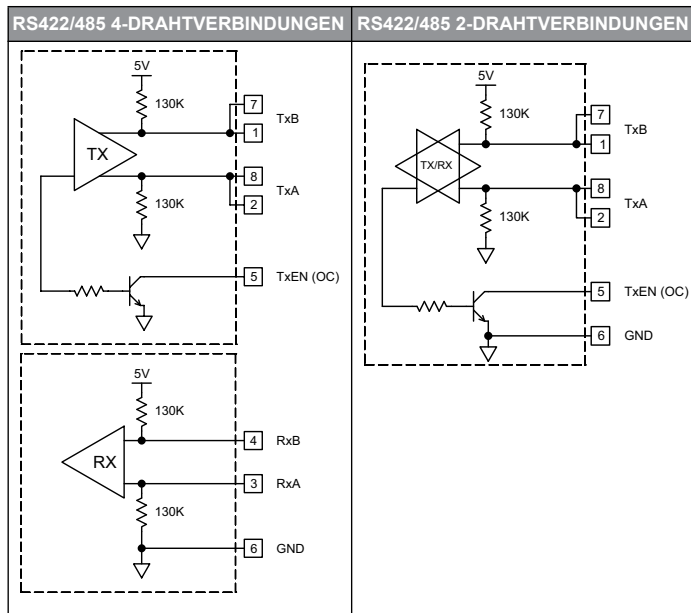 RS422/485 4-DRAHTVERBINDUNGEN
5V
130K
7
TxB
1
TX
8
TxA
130K
2
5 TxEN (OC)
5V
130K
4 RxB
RX
3 RxA
130K
6 GND
RS422/485 2-DRAHTVERBINDUNGEN
5V
130K
7
TxB
1
TX/RX
8
TxA
130K
2
5 TxEN (OC)
6 GND